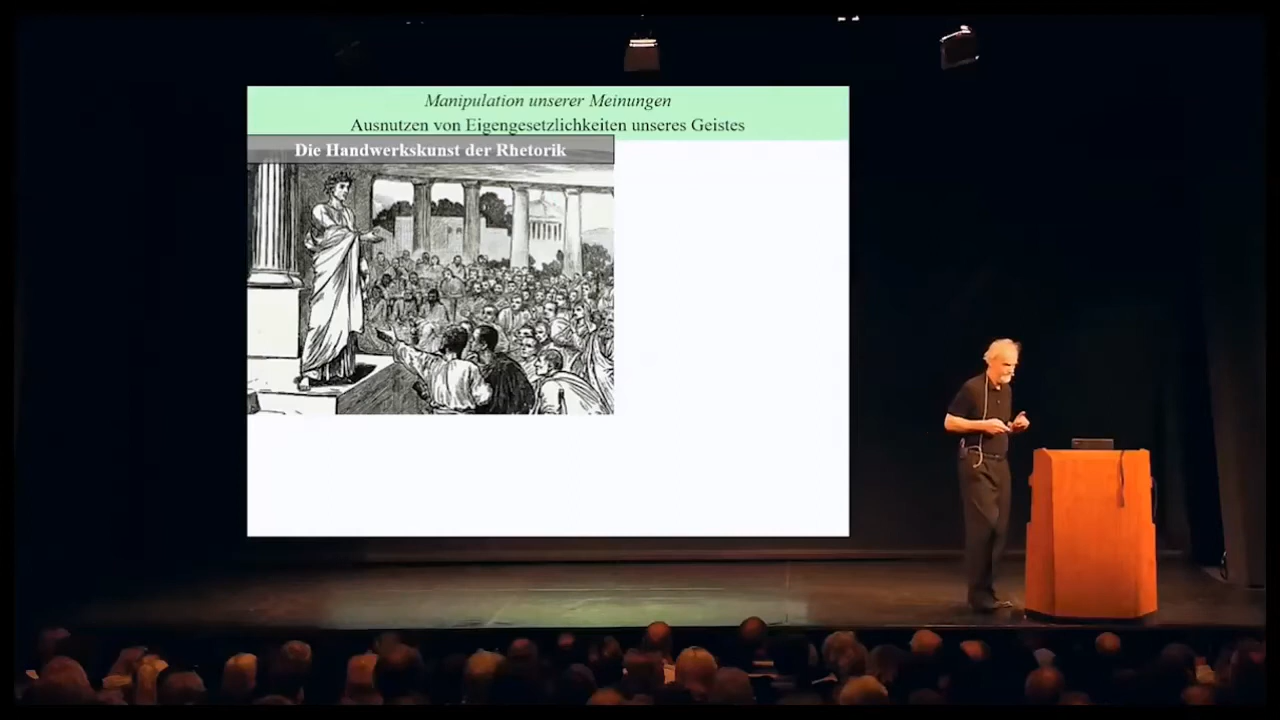 Manipulation unserer Meinungen
Ausnutzen von Eigengesetzlichkeiten unseres Geistes
Die Handwerkskunst der Rhetorik